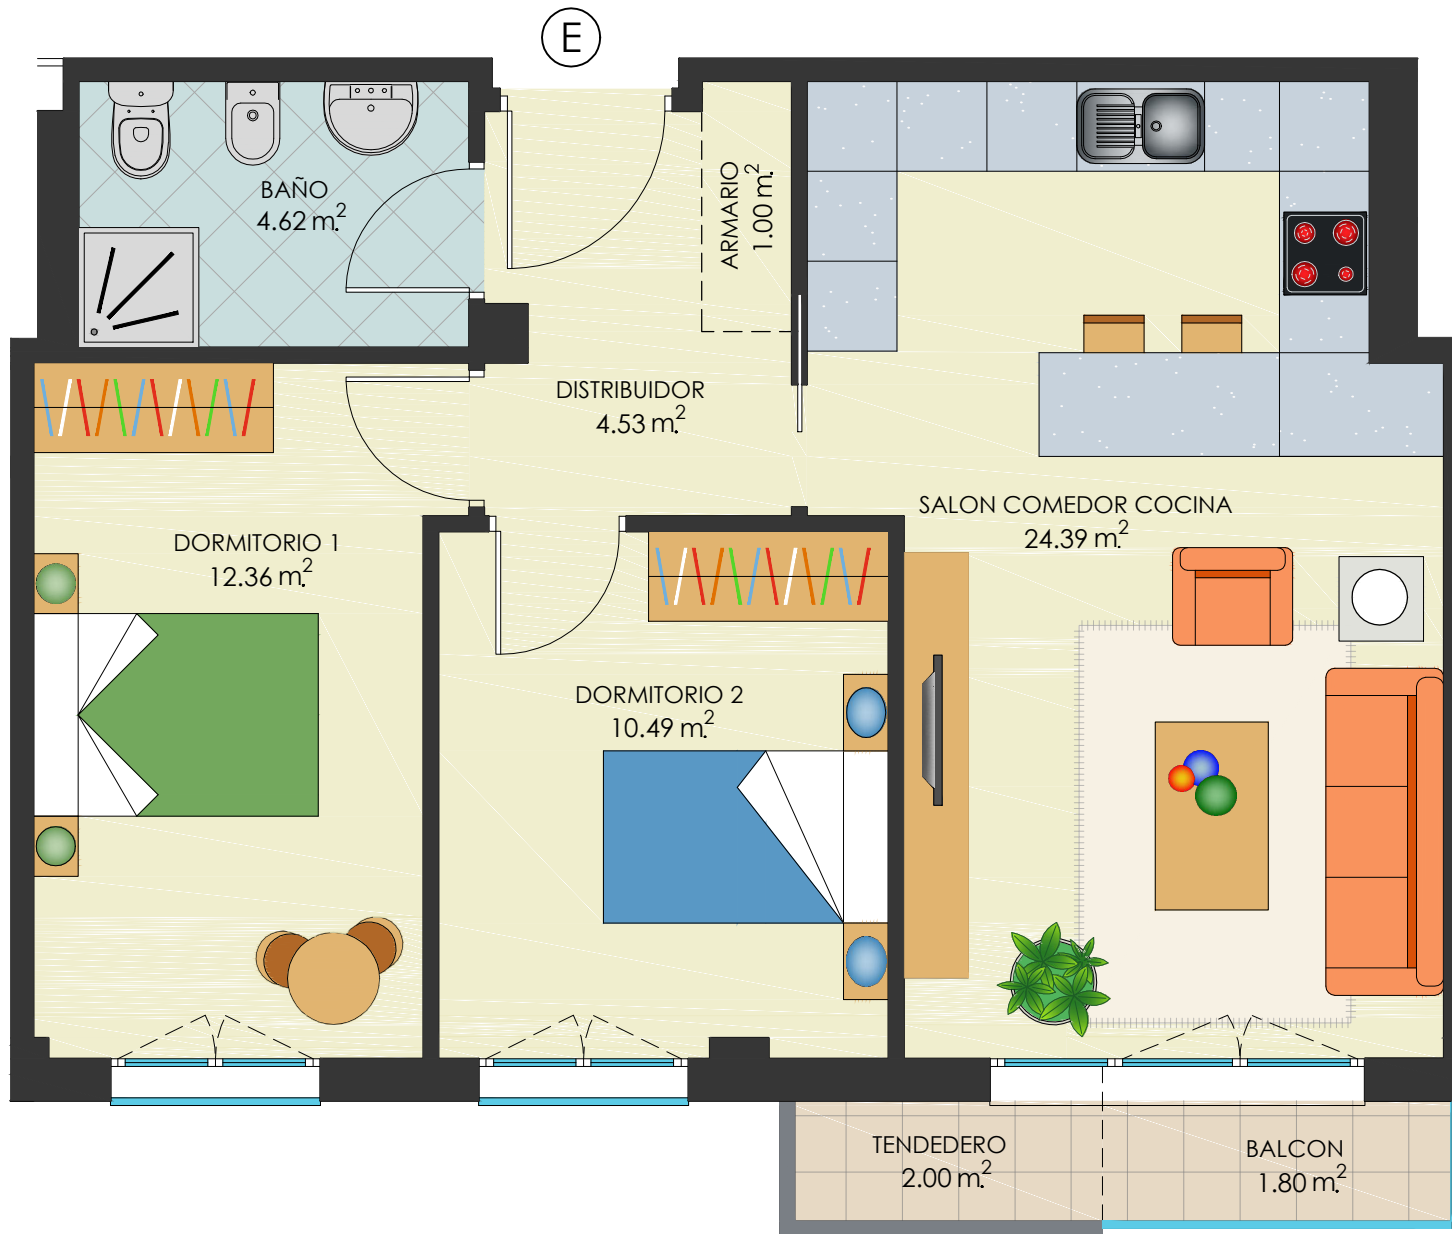 E
BAÑO
4.62 m.²
ARMARIO
1.00 m.²
DISTRIBUIDOR
4.53 m.²
SALON COMEDOR COCINA
24.39 m.²
DORMITORIO 1
12.36 m.²
DORMITORIO 2
10.49 m.²
TENDEDERO
2.00 m.²
BALCON
1.80 m.²